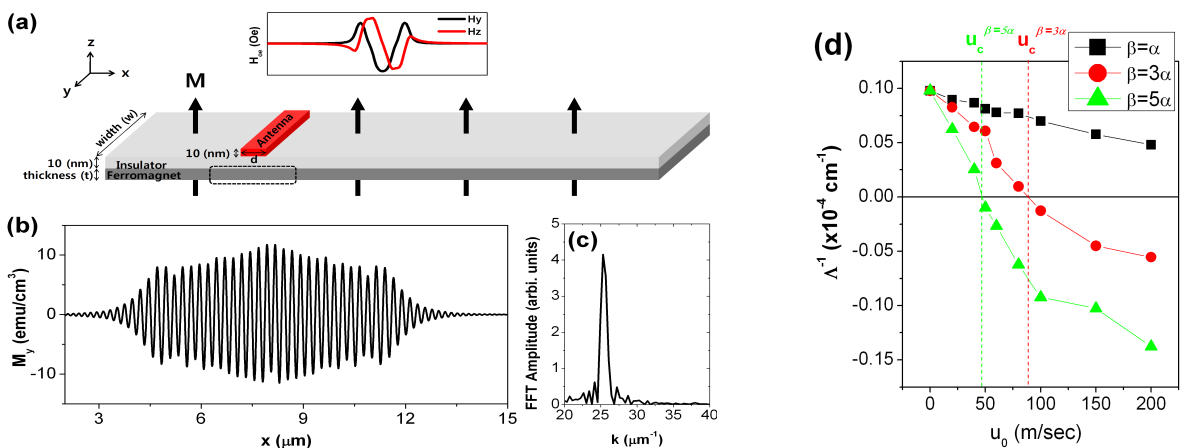 (a)
z
x
y
M
H_oe (Oe)
Hy
Hz
width (w)
Antenna
10 (nm)
d
10 (nm)
thickness (t)
Insulator
Ferromagnet
(b)
M_y (emu/cm³)
10
0
-10
3
6
9
12
15
x (μm)
(c)
FFT Amplitude (arbi. units)
5
4
3
2
1
0
20
25
30
35
40
k (μm⁻¹)
(d)
u_c^β=5α
u_c^β=3α
β=α
β=3α
β=5α
Λ⁻¹ (x10⁻⁴ cm⁻¹)
0.10
0.05
0.00
-0.05
-0.10
-0.15
0
50
100
150
200
u₀ (m/sec)